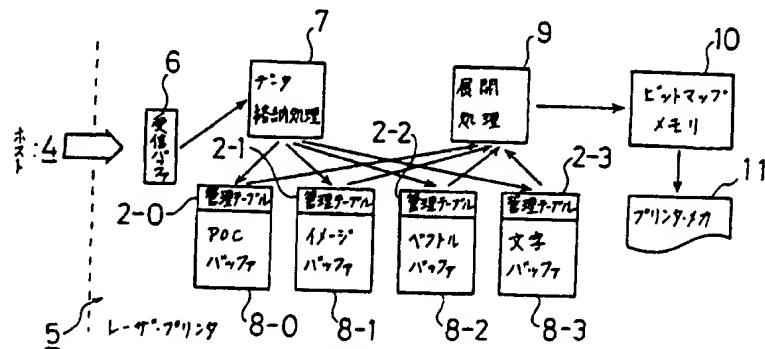 7
9
10
6
データ
格納処理
展開
処理
ビットマップ
メモリ
ホスト:4
受信バッファ
2-1
2-2
2-3
11
2-0
管理テーブル
管理テーブル
管理テーブル
管理テーブル
プリンタ・メカ
POC
バッファ
イメージ
バッファ
ベクトル
バッファ
文字
バッファ
5
レーザ・プリンタ
8-0
8-1
8-2
8-3